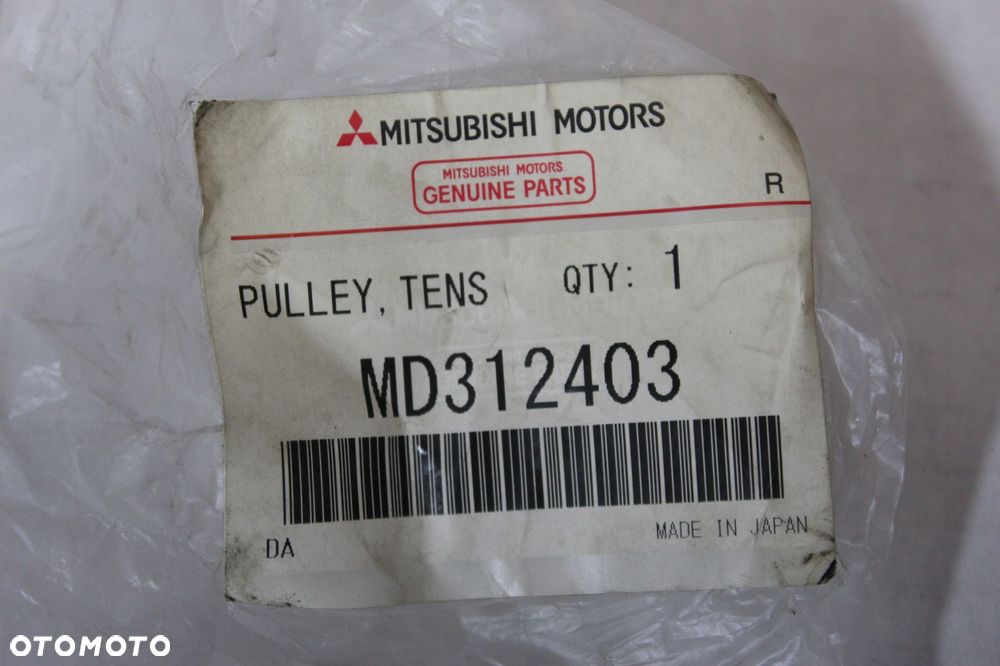 MITSUBISHI MOTORS
MITSUBISHI MOTORS
GENUINE PARTS
R
PULLEY, TENS QTY: 1
MD312403
MADE IN JAPAN
DA
OTOMOTO